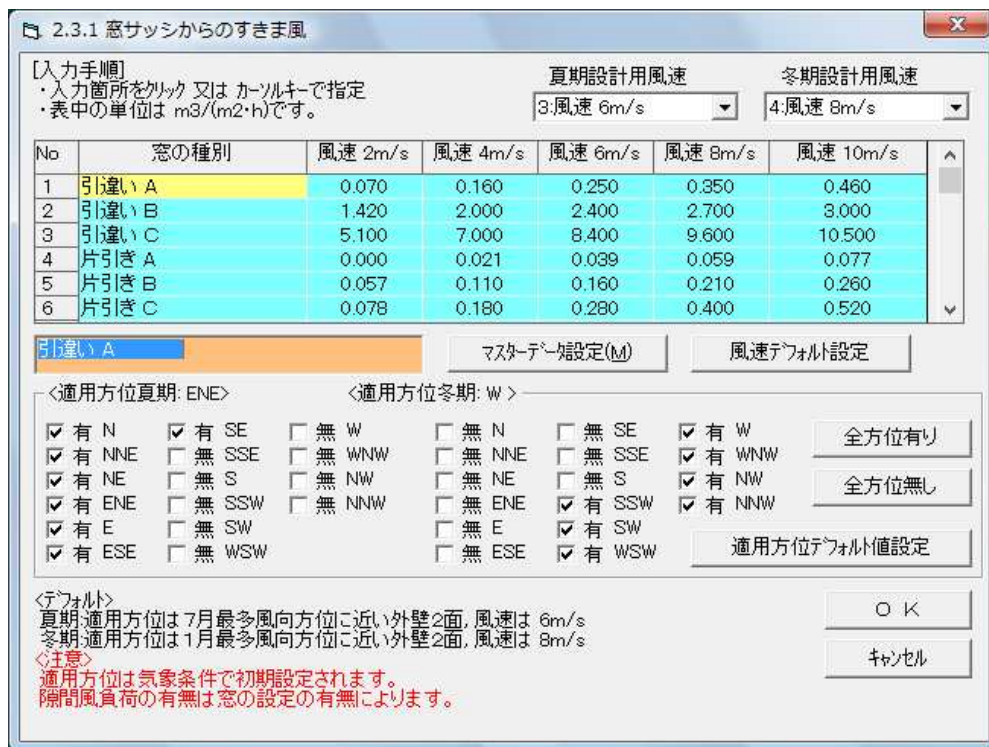 2.3.1 窓サッシからのすきま風
[入力手順]
・入力箇所をクリック 又は カーソルキーで指定
・表中の単位は m3/(m2・h)です。
夏期設計用風速
冬期設計用風速
3:風速 6m/s
4:風速 8m/s
No 窓の種別 風速 2m/s 風速 4m/s 風速 6m/s 風速 8m/s 風速 10m/s
1 引違い A 0.070 0.160 0.250 0.350 0.460
2 引違い B 1.420 2.000 2.400 2.700 3.000
3 引違い C 5.100 7.000 8.400 9.600 10.500
4 片引き A 0.000 0.021 0.039 0.059 0.077
5 片引き B 0.057 0.110 0.160 0.210 0.260
6 片引き C 0.078 0.180 0.280 0.400 0.520
引違い A
マスターデータ設定(M)
風速デフォルト設定
<適用方位夏期: ENE>
<適用方位冬期: W >
有 N 有 SE 無 W 無 N 無 SE 有 W
有 NNE 無 SSE 無 WNW 無 NNE 無 SSE 有 WNW
有 NE 無 S 無 NW 無 NE 無 S 有 NW
有 ENE 無 SSW 無 NNW 無 ENE 有 SSW 有 NNW
有 E 無 SW 無 E 有 SW
有 ESE 無 WSW 無 ESE 有 WSW
全方位有り
全方位無し
適用方位デフォルト値設定
<デフォルト>
夏期:適用方位は7月最多風向方位に近い外壁2面, 風速は 6m/s
冬期:適用方位は1月最多風向方位に近い外壁2面, 風速は 8m/s
<注意>
適用方位は気象条件で初期設定されます。
隙間風負荷の有無は窓の設定の有無によります。
O K
キャンセル